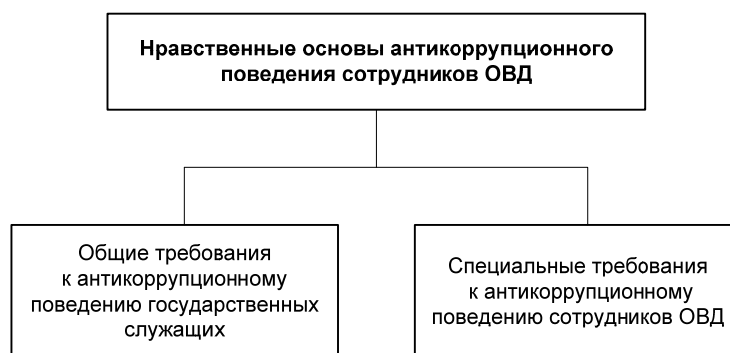 Нравственные основы антикоррупционного
поведения сотрудников ОВД
Общие требования
к антикоррупционному
поведению государственных
служащих
Специальные требования
к антикоррупционному
поведению сотрудников ОВД